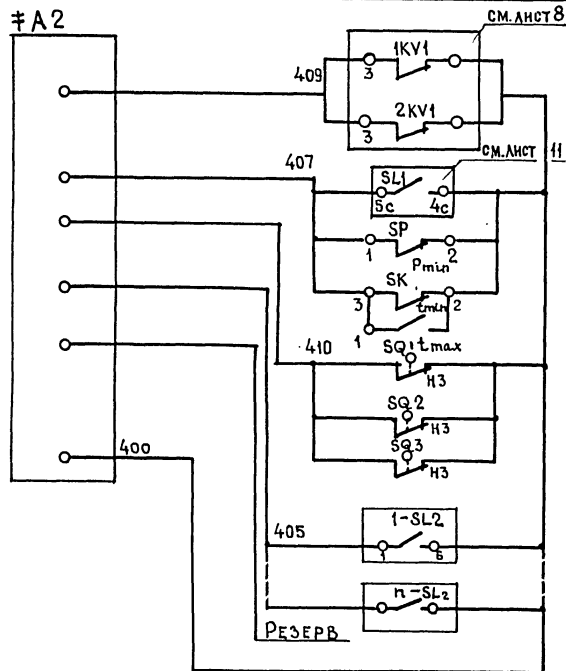 ‡A2
СМ. ЛИСТ 8
1KV1
409
3
2KV1
3
407
СМ. ЛИСТ 11
SL1
5c 4c
SP
1 2
Pmin
SK
3 tmin 2
1
410
SQ1 tmax
НЗ
SQ2
НЗ
SQ3
НЗ
400
405
1-SL2
1 6
n-SL2
РЕЗЕРВ